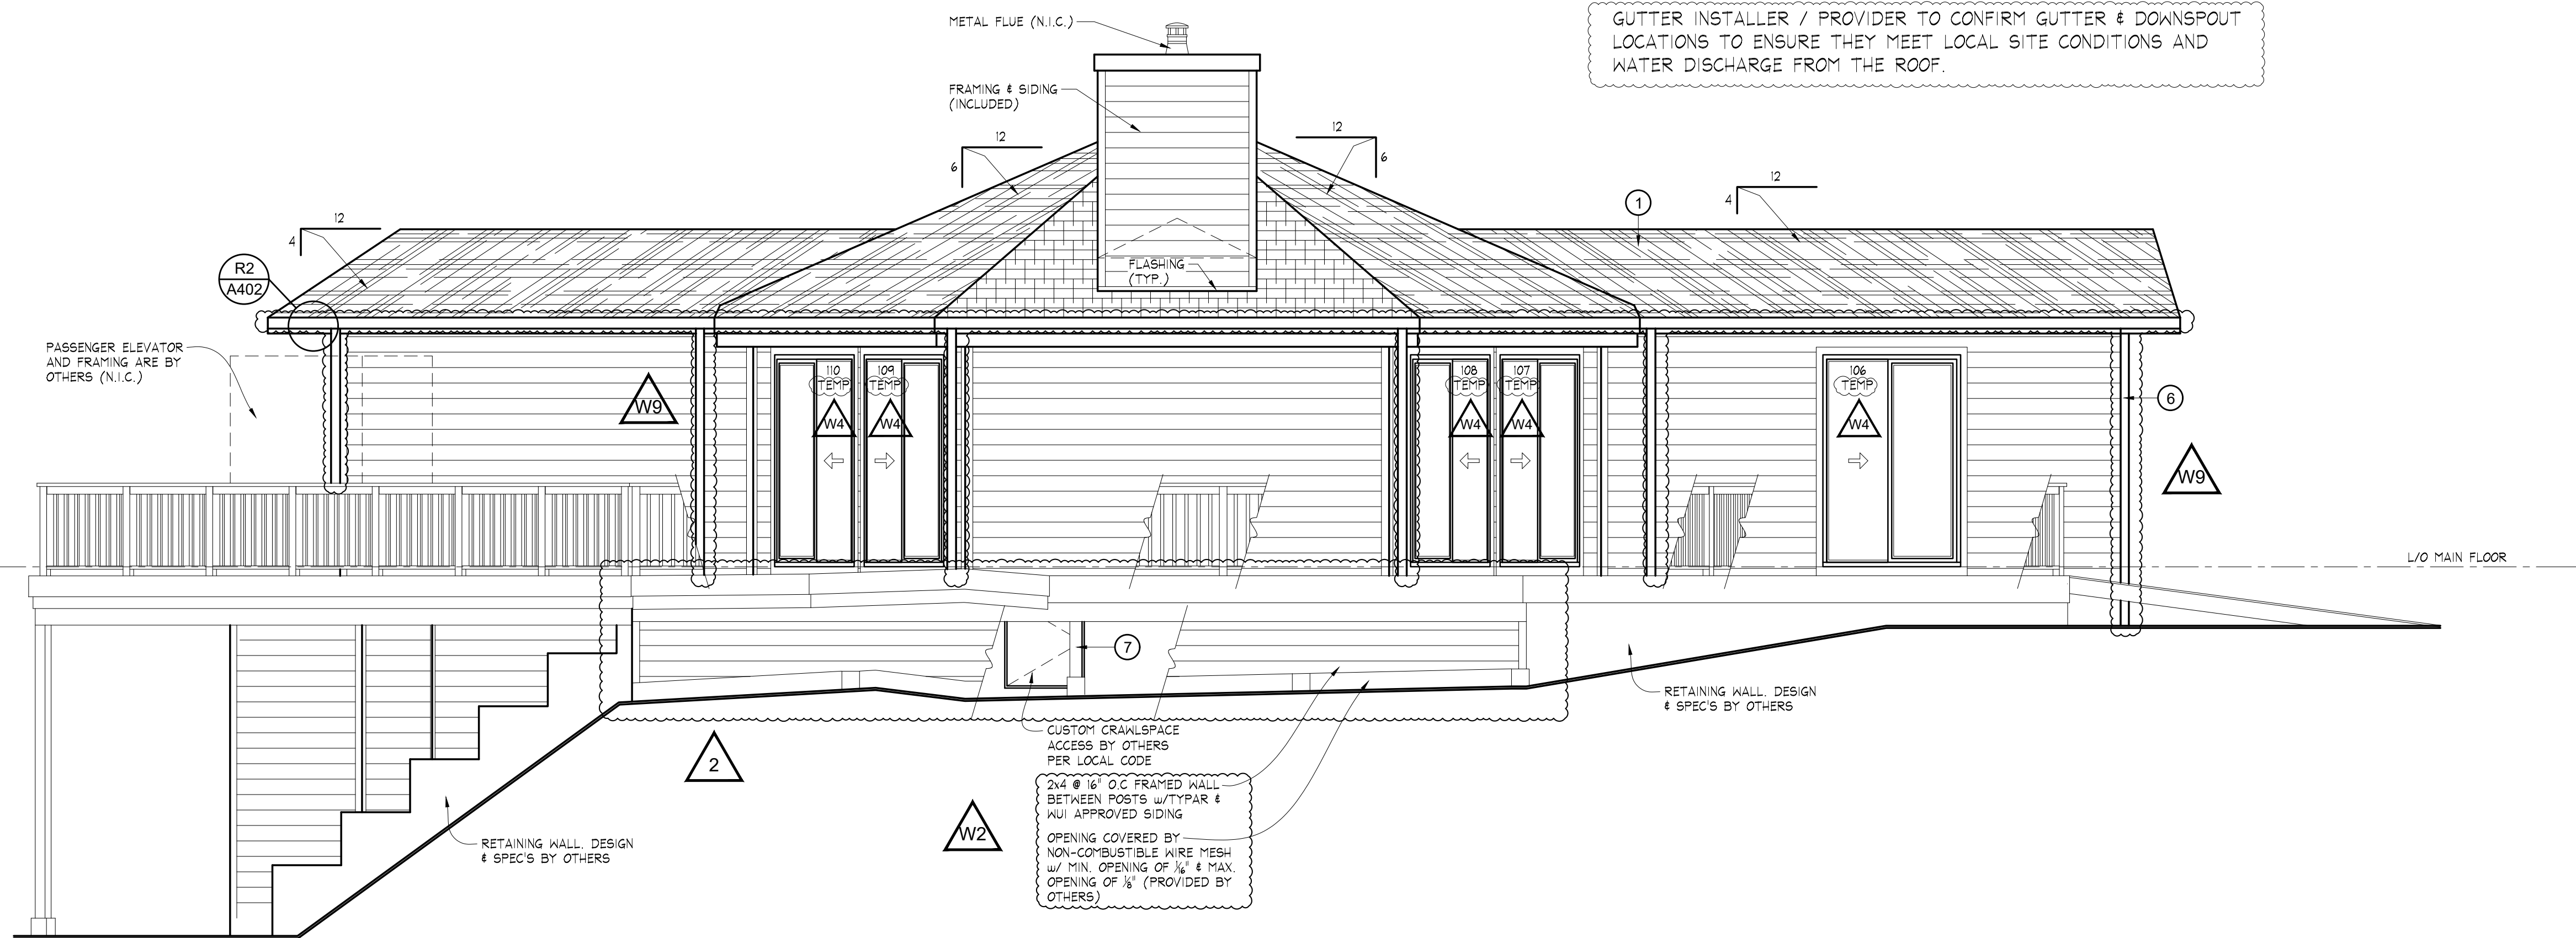 METAL FLUE (N.I.C.)
GUTTER INSTALLER / PROVIDER TO CONFIRM GUTTER & DOWNSPOUT
LOCATIONS TO ENSURE THEY MEET LOCAL SITE CONDITIONS AND
WATER DISCHARGE FROM THE ROOF.
FRAMING & SIDING
(INCLUDED)
12
6
12
6
12
4
12
4
1
R2
A402
FLASHING
(TYP.)
PASSENGER ELEVATOR
AND FRAMING ARE BY
OTHERS (N.I.C.)
W9
110
TEMP
W4
109
TEMP
W4
108
TEMP
W4
107
TEMP
W4
106
TEMP
W4
6
W9
L/O MAIN FLOOR
7
RETAINING WALL, DESIGN
& SPEC'S BY OTHERS
CUSTOM CRAWLSPACE
ACCESS BY OTHERS
PER LOCAL CODE
2
2x4 @ 16" O.C FRAMED WALL
BETWEEN POSTS w/TYPAR &
WUI APPROVED SIDING
OPENING COVERED BY
NON-COMBUSTIBLE WIRE MESH
w/ MIN. OPENING OF 1/16" & MAX.
OPENING OF 1/8" (PROVIDED BY
OTHERS)
W2
RETAINING WALL, DESIGN
& SPEC'S BY OTHERS